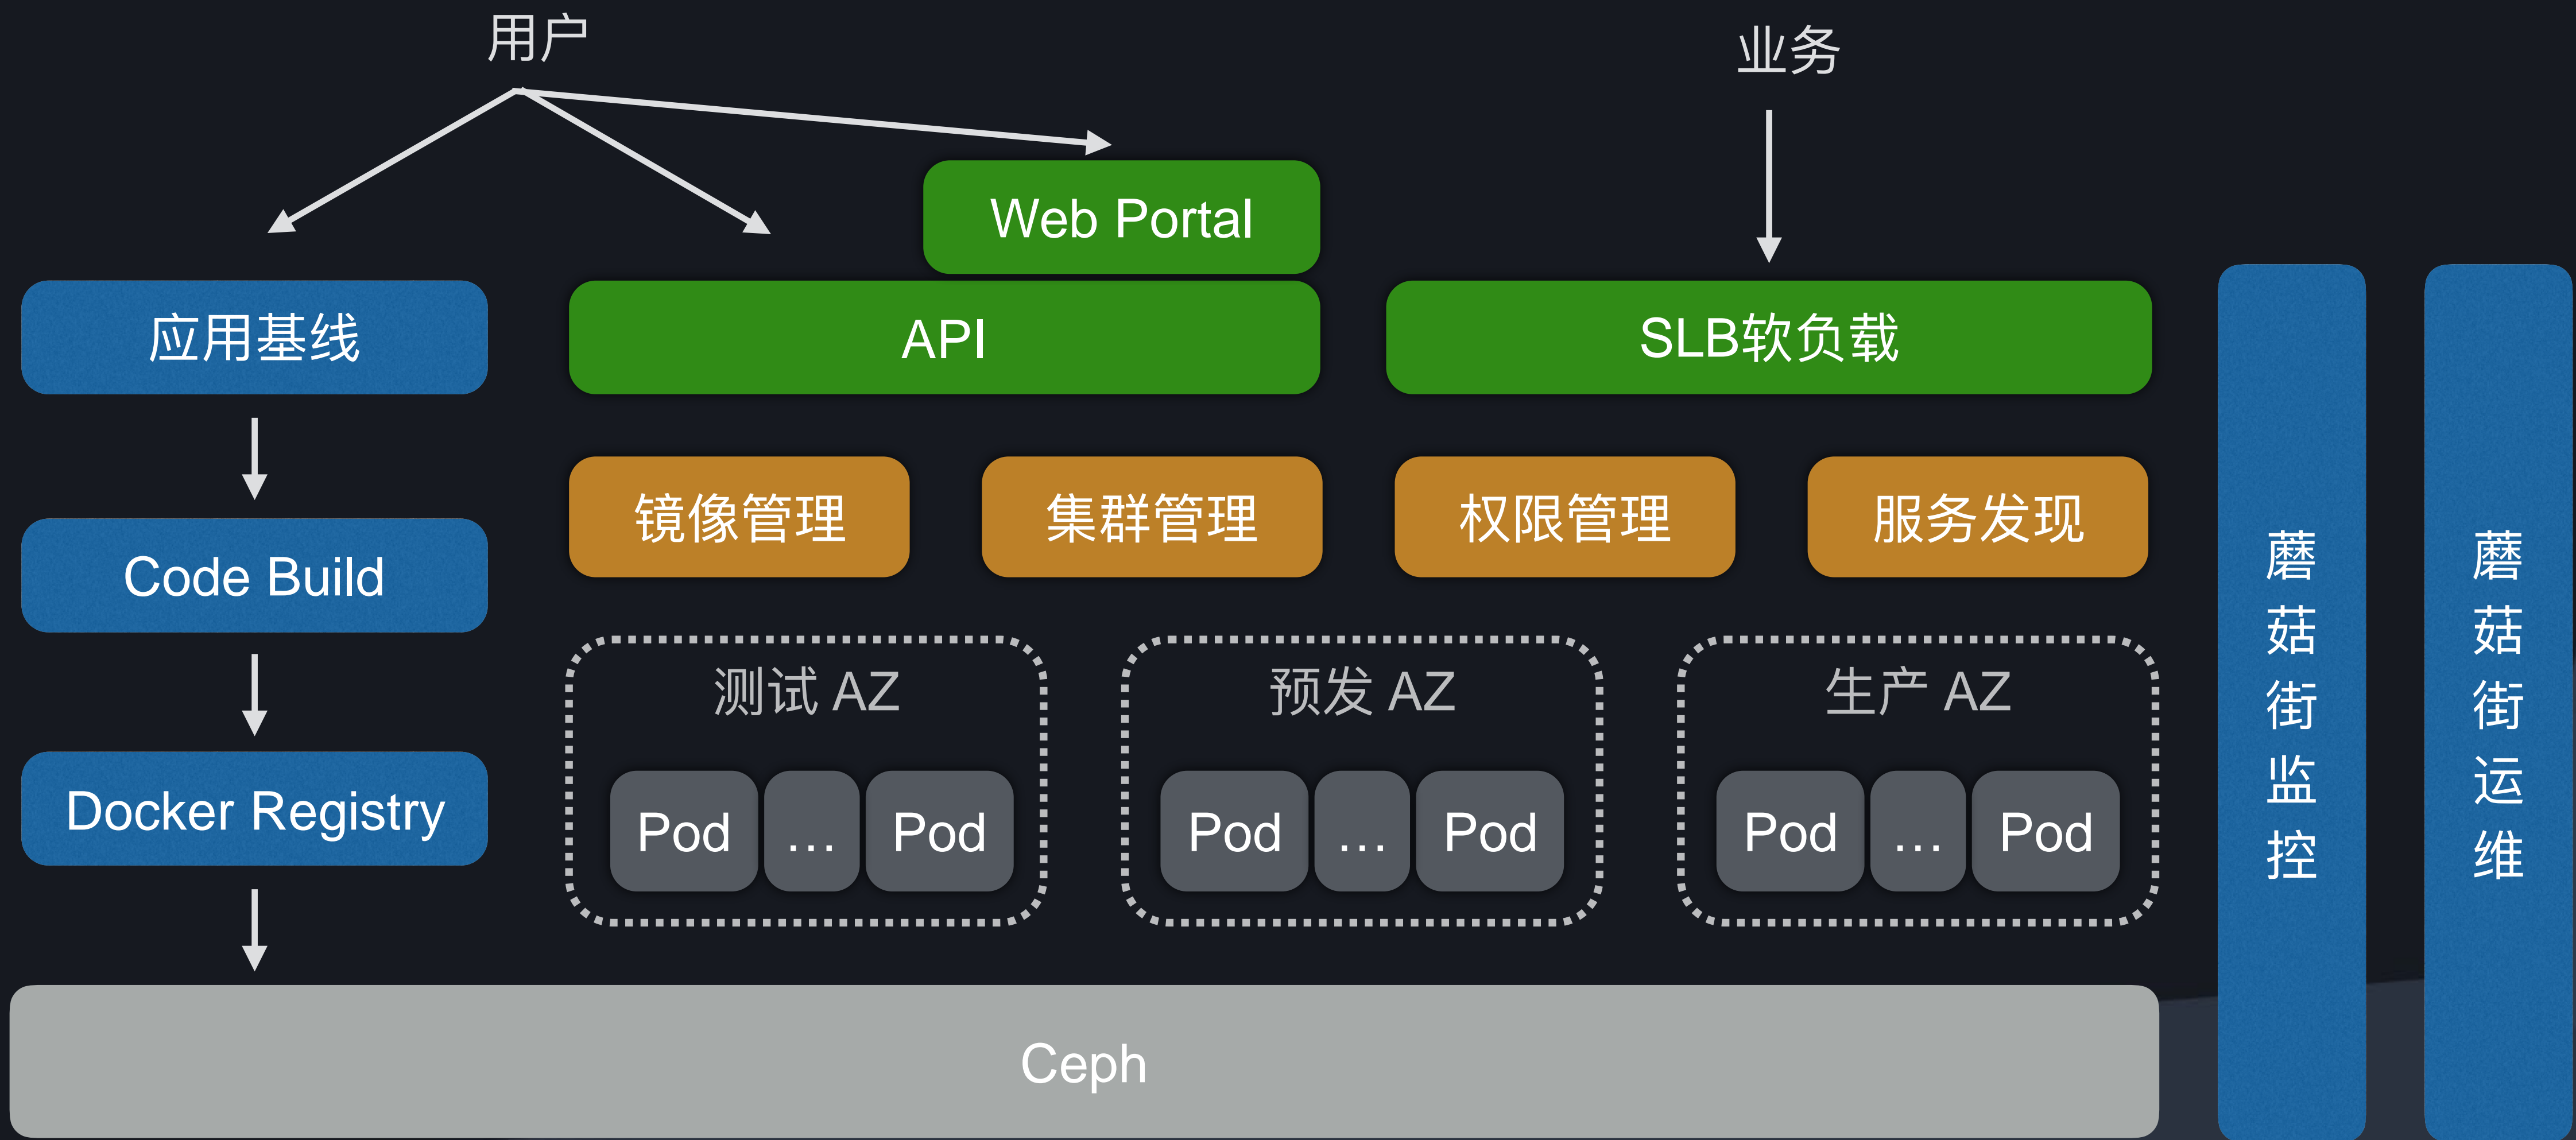 用户
业务
Web Portal
应用基线
API
SLB软负载
镜像管理
集群管理
权限管理
服务发现
Code Build
测试 AZ
预发 AZ
生产 AZ
Docker Registry
Pod
...
Pod
Pod
...
Pod
Pod
...
Pod
Ceph
蘑菇街监控
蘑菇街运维